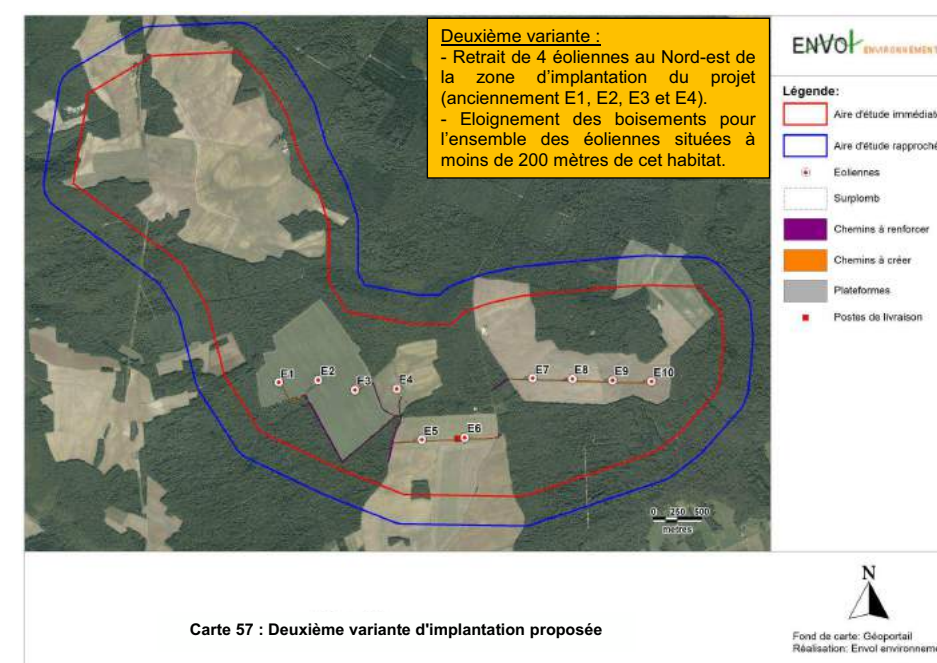 Deuxième variante :
- Retrait de 4 éoliennes au Nord-est de
la zone d'implantation du projet
(anciennement E1, E2, E3 et E4).
- Eloignement des boisements pour
l'ensemble des éoliennes situées à
moins de 200 mètres de cet habitat.
ENVOL ENVIRONNEMENT
Légende:
Aire d'étude immédiate
Aire d'étude rapproché
Eoliennes
Surplomb
Chemins à renforcer
Chemins à créer
Plateformes
Postes de livraison
E1
E2
E3
E4
E7
E8
E9
E10
E5
E6
0 250 500
mètres
N
Carte 57 : Deuxième variante d'implantation proposée
Fond de carte: Géoportail
Réalisation: Envol environneme